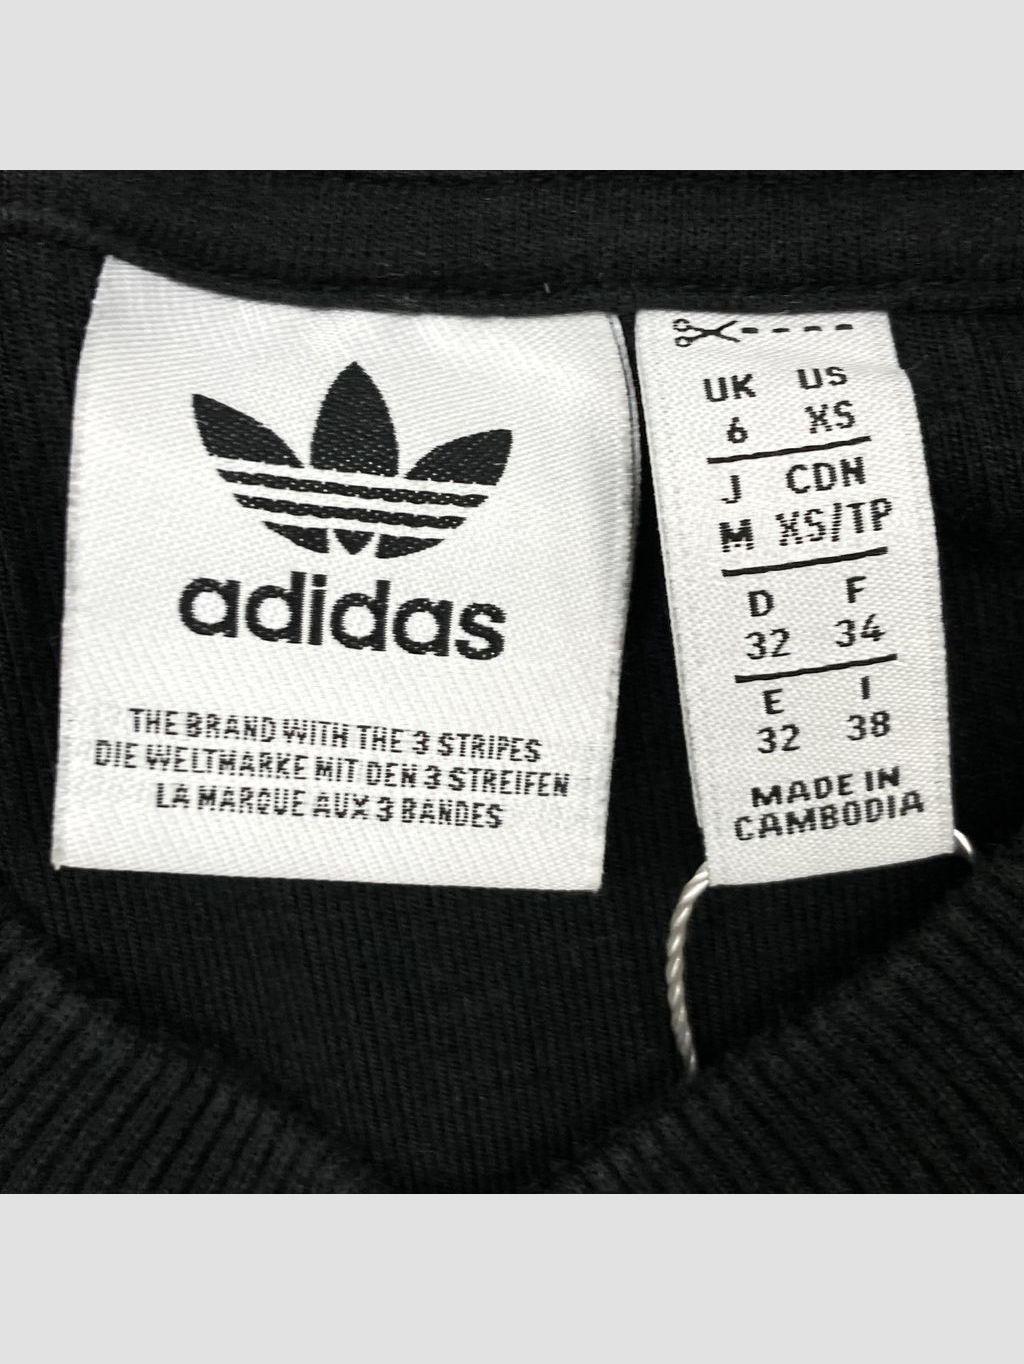 adidas
THE BRAND WITH THE 3 STRIPES
DIE WELTMARKE MIT DEN 3 STREIFEN
LA MARQUE AUX 3 BANDES
UK US
6 XS
J CDN
M XS/TP
D F
32 34
E I
32 38
MADE IN
CAMBODIA